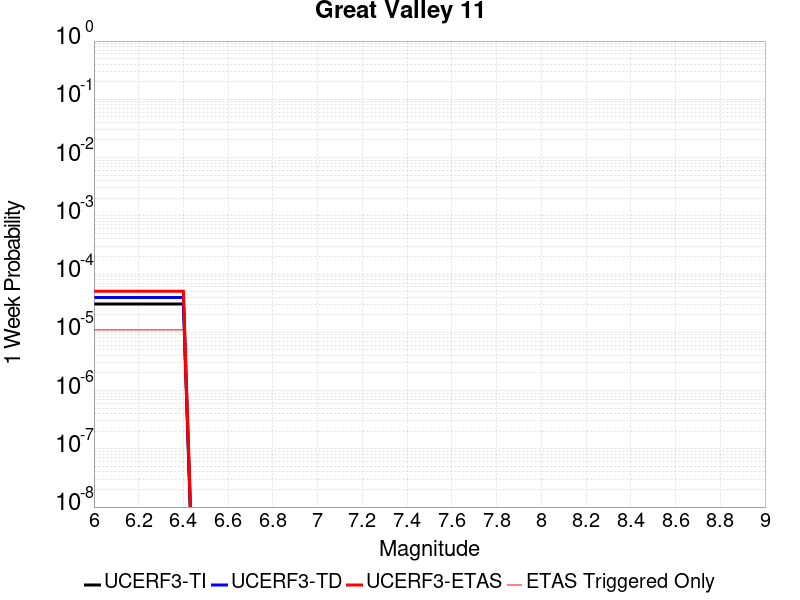 Great Valley 11
1 Week Probability
10^0
10^-1
10^-2
10^-3
10^-4
10^-5
10^-6
10^-7
10^-8
6 6.2 6.4 6.6 6.8 7 7.2 7.4 7.6 7.8 8 8.2 8.4 8.6 8.8 9
Magnitude
UCERF3-TI UCERF3-TD UCERF3-ETAS ETAS Triggered Only